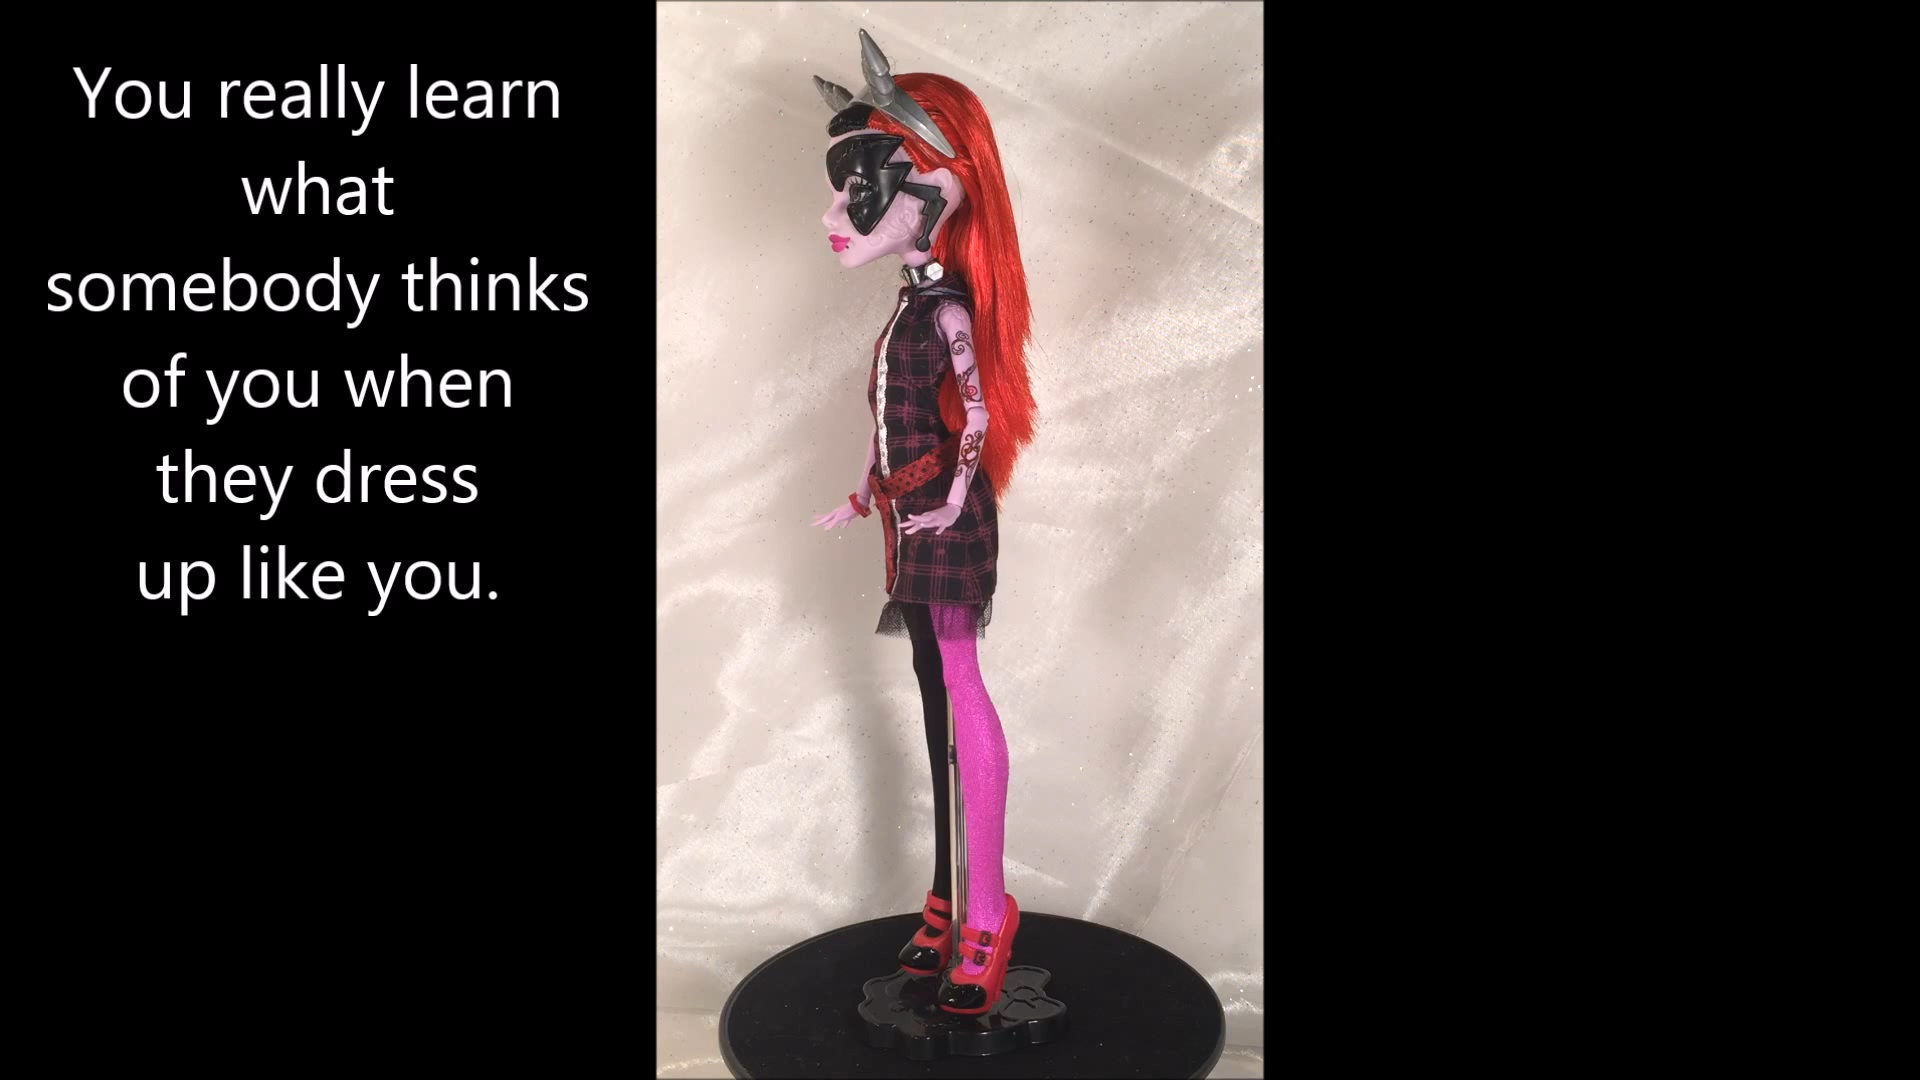 You really learn
what
somebody thinks
of you when
they dress
up like you.